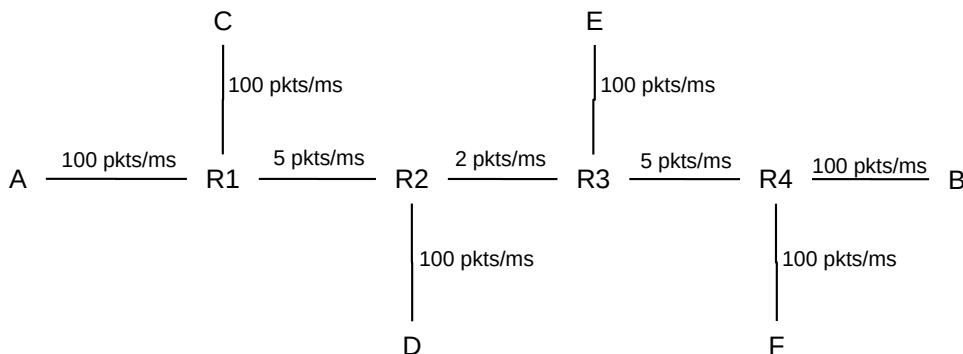 C
E
100 pkts/ms
100 pkts/ms
100 pkts/ms
5 pkts/ms
2 pkts/ms
5 pkts/ms
100 pkts/ms
A
R1
R2
R3
R4
B
100 pkts/ms
100 pkts/ms
D
F